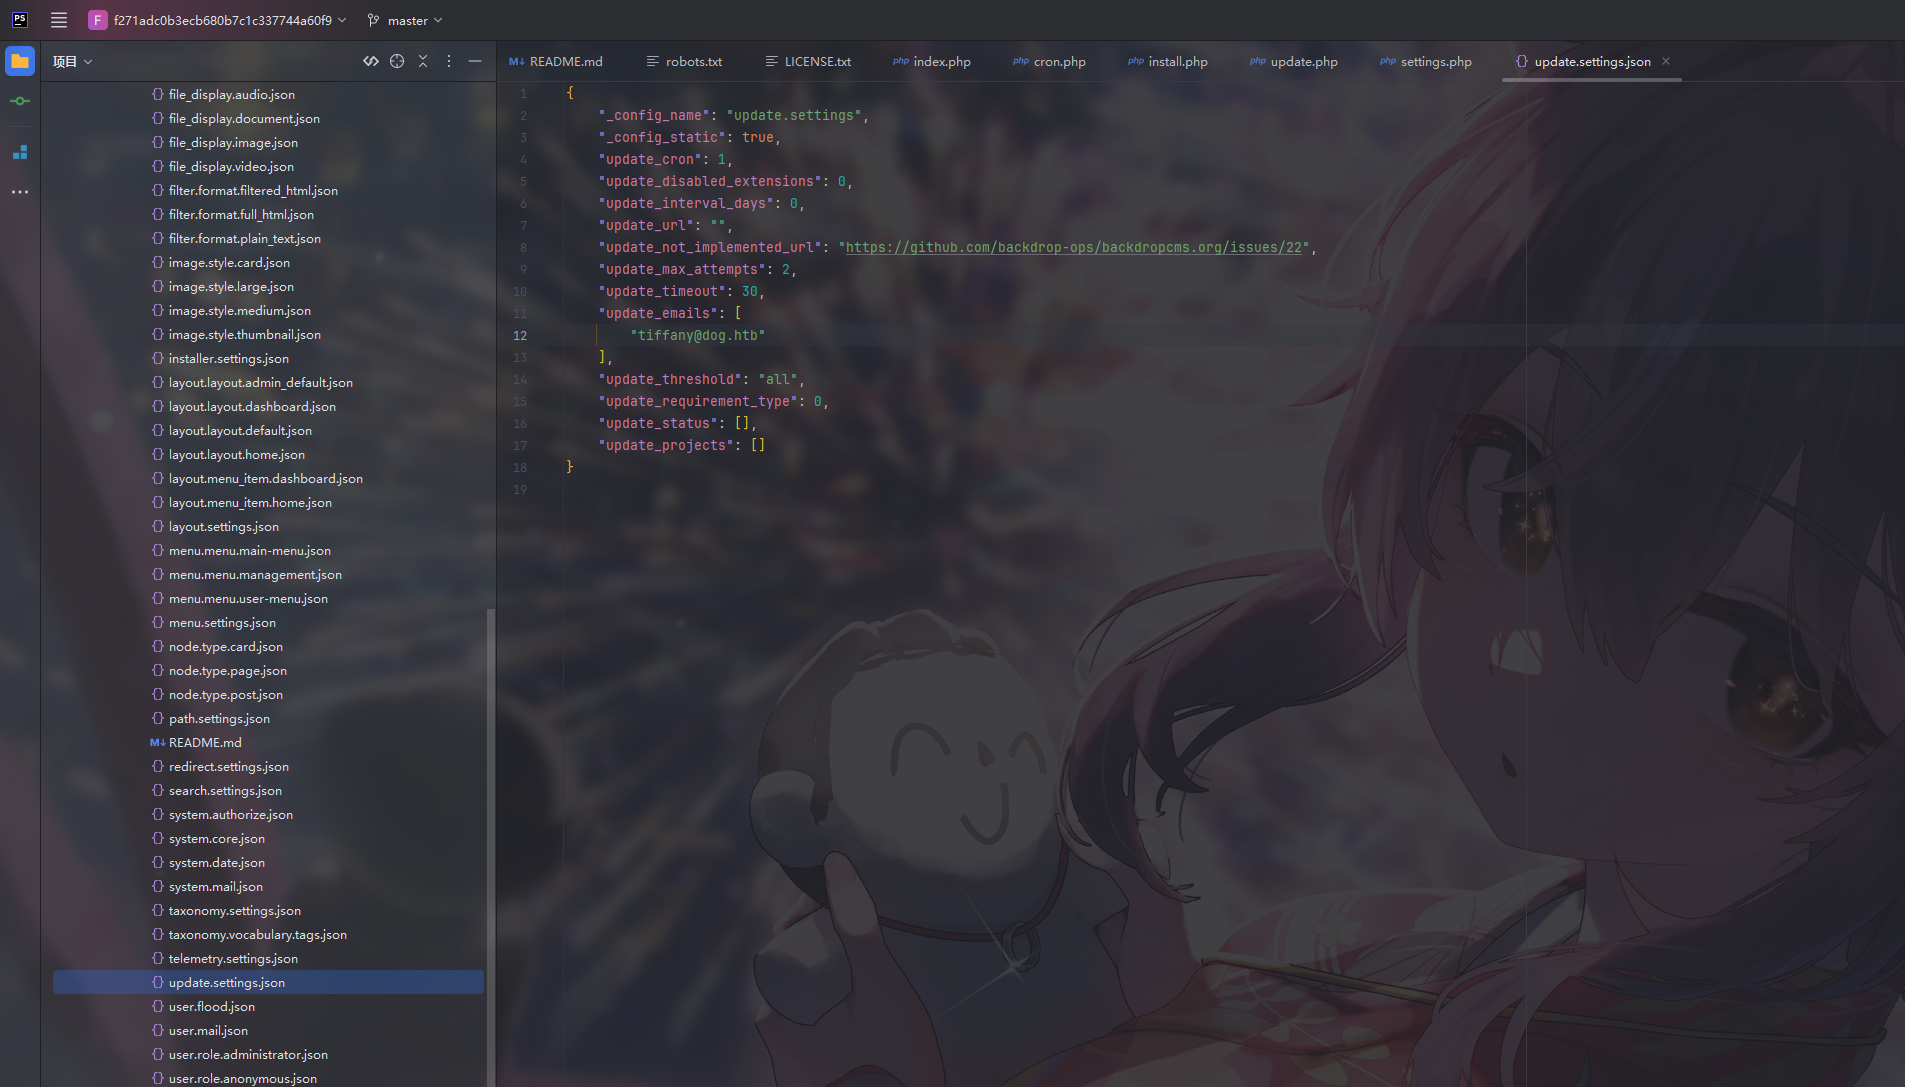 PS F f271adc0b3ecb680b7c1c337744a60f9 master
项目
file_display.audio.json
file_display.document.json
file_display.image.json
file_display.video.json
filter.format.filtered_html.json
filter.format.full_html.json
filter.format.plain_text.json
image.style.card.json
image.style.large.json
image.style.medium.json
image.style.thumbnail.json
installer.settings.json
layout.layout.admin_default.json
layout.layout.dashboard.json
layout.layout.default.json
layout.layout.home.json
layout.menu_item.dashboard.json
layout.menu_item.home.json
layout.settings.json
menu.menu.main-menu.json
menu.menu.management.json
menu.menu.user-menu.json
menu.settings.json
node.type.card.json
node.type.page.json
node.type.post.json
path.settings.json
M↓ README.md
redirect.settings.json
search.settings.json
system.authorize.json
system.core.json
system.date.json
system.mail.json
taxonomy.settings.json
taxonomy.vocabulary.tags.json
telemetry.settings.json
update.settings.json
user.flood.json
user.mail.json
user.role.administrator.json
user.role.anonymous.json
M↓ README.md robots.txt LICENSE.txt php index.php php cron.php php install.php php update.php php settings.php {} update.settings.json ×
1 {
2 "_config_name": "update.settings",
3 "_config_static": true,
4 "update_cron": 1,
5 "update_disabled_extensions": 0,
6 "update_interval_days": 0,
7 "update_url": "",
8 "update_not_implemented_url": "https://github.com/backdrop-ops/backdropcms.org/issues/22",
9 "update_max_attempts": 2,
10 "update_timeout": 30,
11 "update_emails": [
12 "tiffany@dog.htb"
13 ],
14 "update_threshold": "all",
15 "update_requirement_type": 0,
16 "update_status": [],
17 "update_projects": []
18 }
19